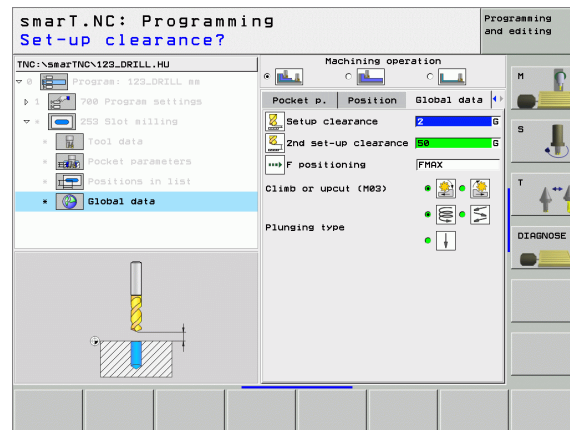 smarT.NC: Programming
Set-up clearance?
Programming and editing
TNC:\smarTNC\123_DRILL.HU
0 Program: 123_DRILL mm
1 700 Program settings
* 253 Slot milling
* Tool data
* Pocket parameters
* Positions in list
* Global data
Machining operation
Pocket p. Position Global data
Setup clearance 2 G
2nd set-up clearance 50 G
F positioning FMAX
Climb or upcut (M03)
Plunging type
M
S
T
DIAGNOSE